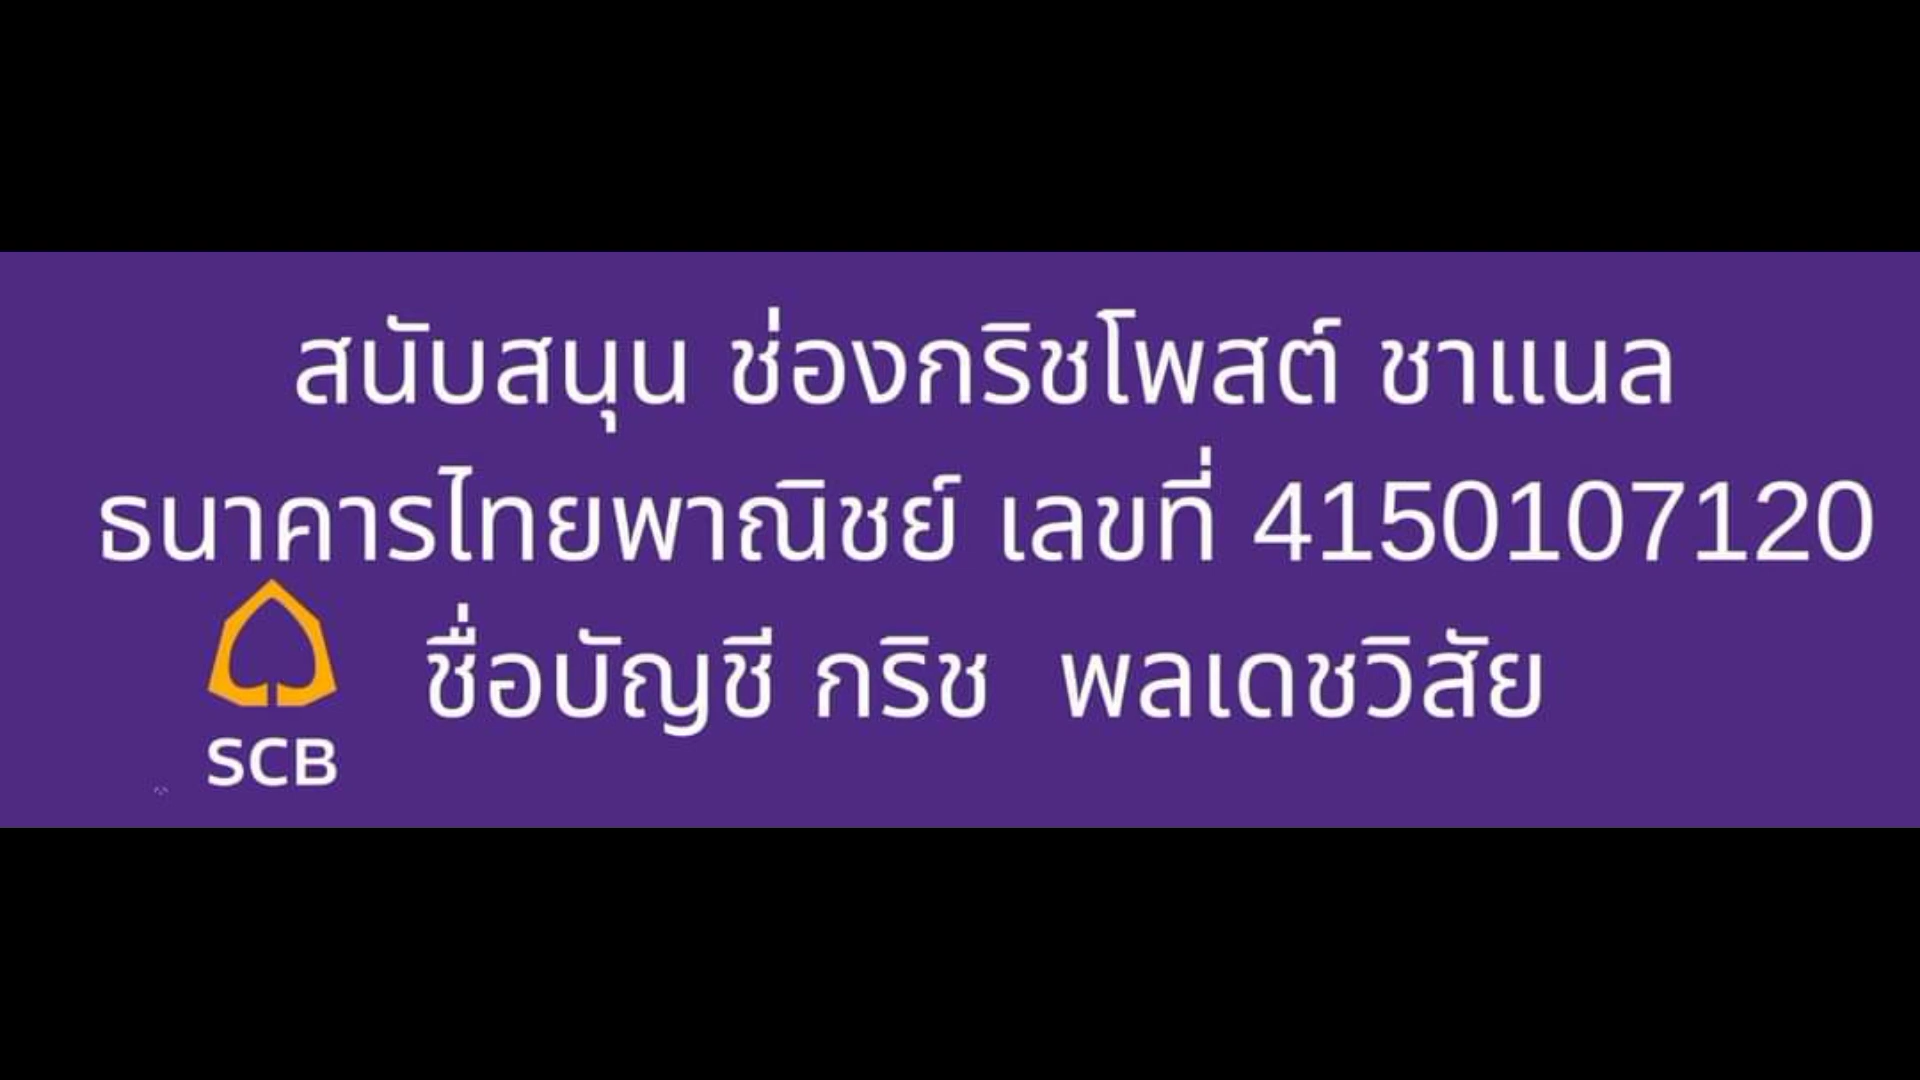 สนับสนุน ช่องกริชโพสต์ ชาแนล
ธนาคารไทยพาณิชย์ เลขที่ 4150107120
ชื่อบัญชี กริช  พลเดชวิสัย
SCB